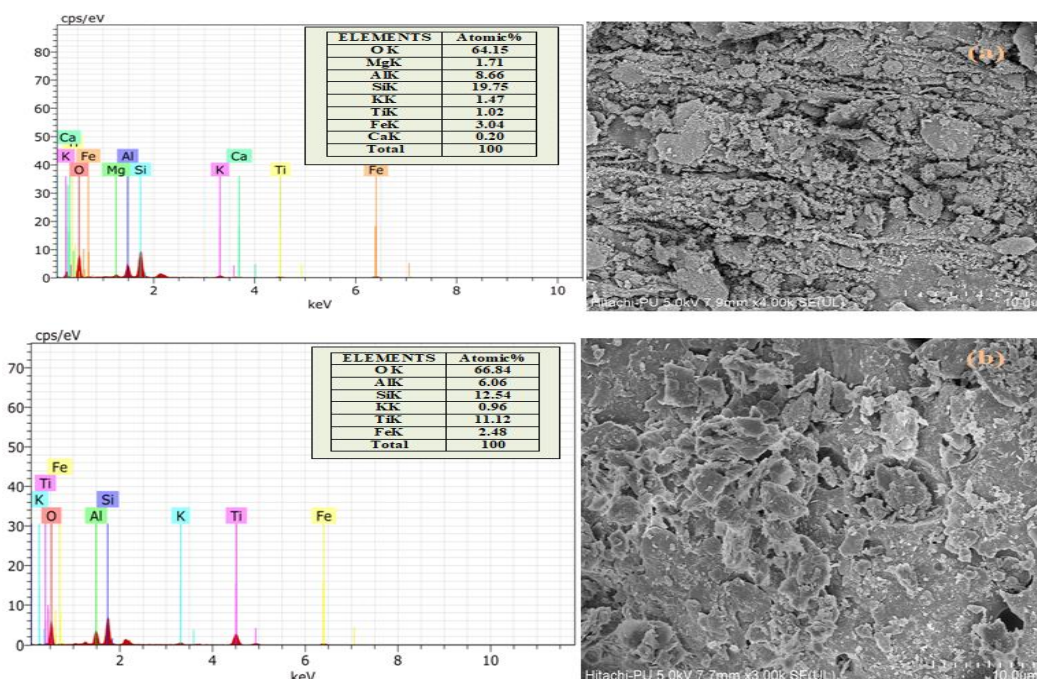 cps/eV
80
70
60
50
40
30
20
10
0
ELEMENTS Atomic%
O K 64.15
MgK 1.71
AlK 8.66
SiK 19.75
KK 1.47
TiK 1.02
FeK 3.04
CaK 0.20
Total 100
Ca
K Fe Al Ca
O Mg Si K Ti Fe
2 4 6 8 10
keV
(a)
Hitachi-PU 5.0kV 7.9mm x4.00k SE(UL) 10.0µm
cps/eV
70
60
50
40
30
20
10
0
ELEMENTS Atomic%
O K 66.84
AlK 6.06
SiK 12.54
KK 0.96
TiK 11.12
FeK 2.48
Total 100
Fe
Ti
K Si
O Al K Ti Fe
2 4 6 8 10
keV
(b)
Hitachi-PU 5.0kV 7.7mm x3.00k SE(UL) 10.0µm